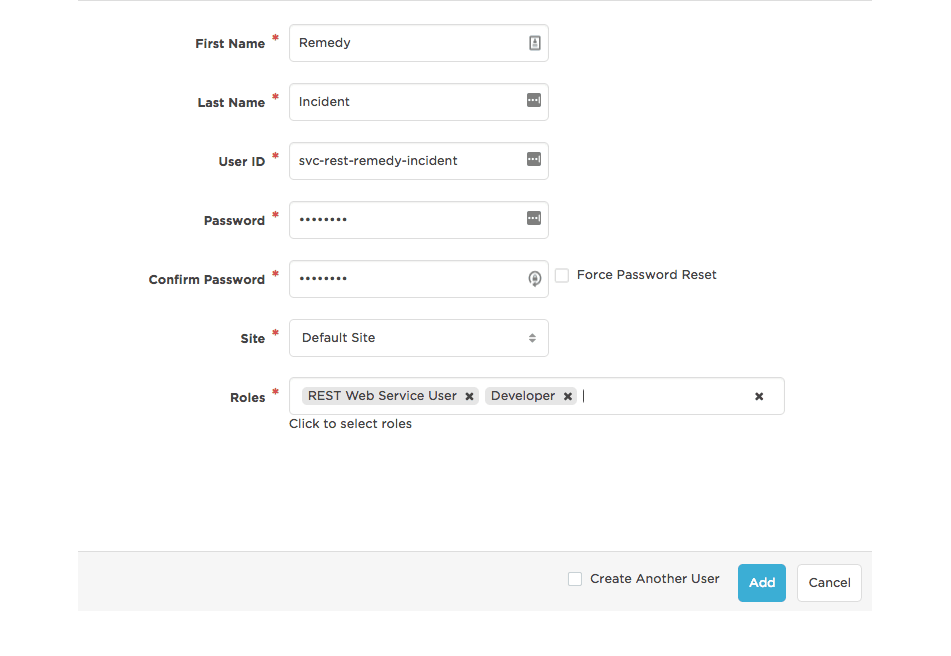 First Name * Remedy
Last Name * Incident
User ID * svc-rest-remedy-incident
Password * ••••••••
Confirm Password * •••••••• Force Password Reset
Site * Default Site
Roles * REST Web Service User ✖ Developer ✖ ✖
Click to select roles
Create Another User Add Cancel